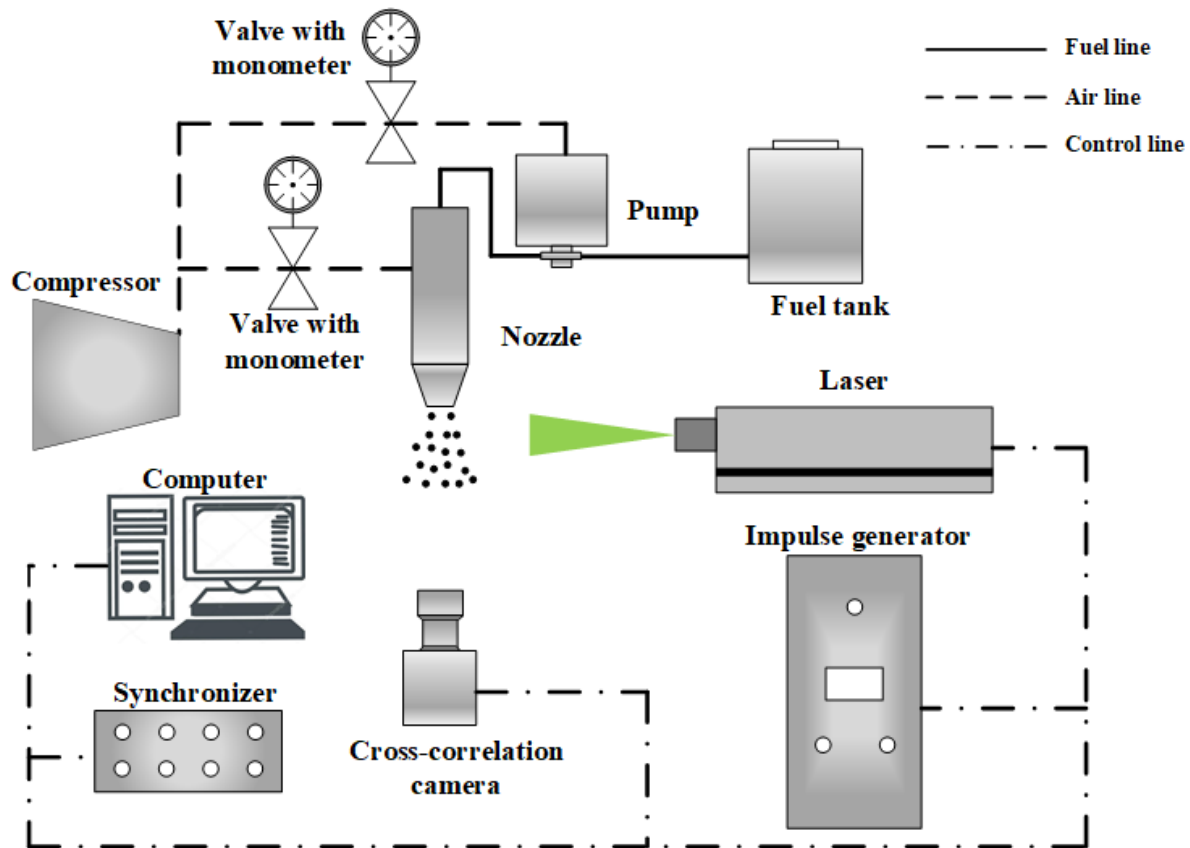 Valve with
monometer
Fuel line
Air line
Control line
Pump
Compressor
Valve with
monometer
Nozzle
Fuel tank
Laser
Computer
Impulse generator
Synchronizer
Cross-correlation
camera